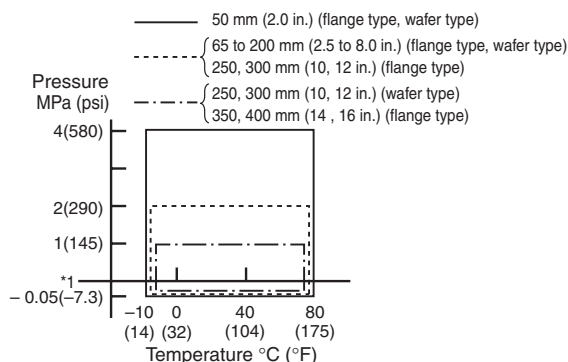 50 mm (2.0 in.) (flange type, wafer type)
65 to 200 mm (2.5 to 8.0 in.) (flange type, wafer type)
250, 300 mm (10, 12 in.) (flange type)
250, 300 mm (10, 12 in.) (wafer type)
350, 400 mm (14 , 16 in.) (flange type)
Pressure
MPa (psi)
4(580)
2(290)
1(145)
*1
– 0.05(–7.3)
–10 0 40 80
(14) (32) (104) (175)
Temperature °C (°F)